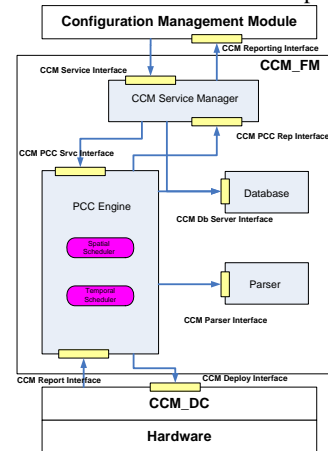 Configuration Management Module
CCM Reporting Interface
CCM Service Interface
CCM_FM
CCM Service Manager
CCM PCC Rep Interface
CCM PCC Srvc Interface
PCC Engine
Database
CCM Db Server Interface
Spatial
Scheduler
Temporal
Scheduler
Parser
CCM Parser Interface
CCM Report Interface
CCM Deploy Interface
CCM_DC
Hardware